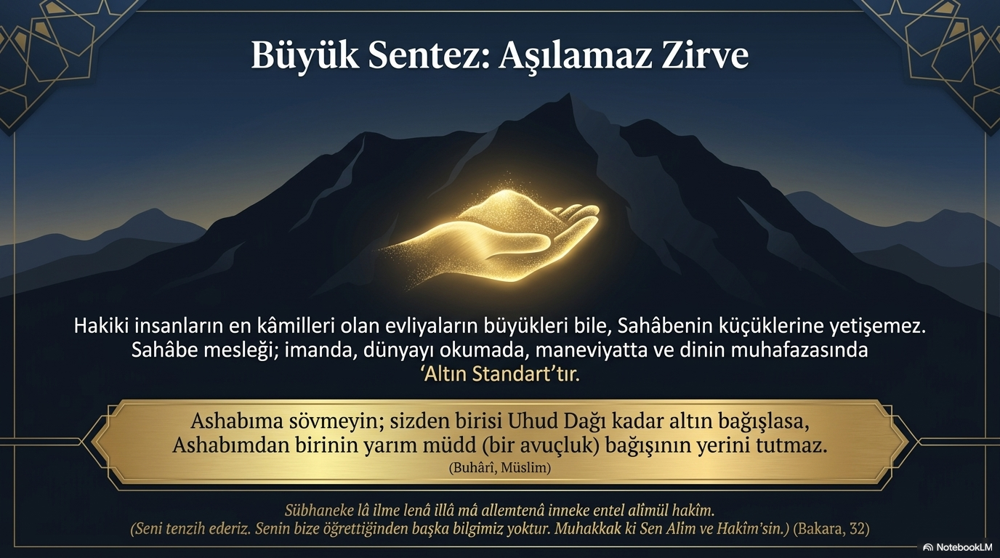 Büyük Sentez: Aşılamaz Zirve
Hakiki insanların en kâmilleri olan evliyaların büyükleri bile, Sahâbenin küçüklerine yetişemez.
Sahâbe mesleği; imanda, dünyayı okumada, maneviyatta ve dinin muhafazasında
‘Altın Standart’tır.
Ashabıma sövmeyin; sizden birisi Uhud Dağı kadar altın bağışlasa,
Ashabımdan birinin yarım müdd (bir avuçluk) bağışının yerini tutmaz.
(Buhârî, Müslim)
Sübhaneke lâ ilme lenâ illâ mâ allemtenâ inneke entel alîmül hakîm.
(Seni tenzih ederiz. Senin bize öğrettiğinden başka bilgimiz yoktur. Muhakkak ki Sen Alîm ve Hakîm’sin.) (Bakara, 32)
NotebookLM